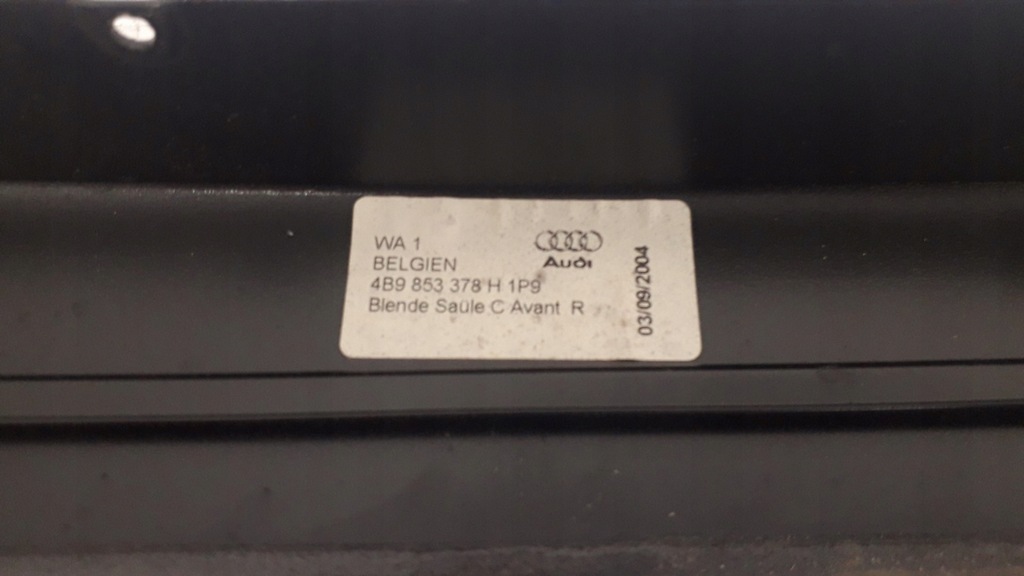 WA 1
BELGIEN
4B9 853 378 H 1P9
Blende Saüle C Avant R
Audi
03/09/2004